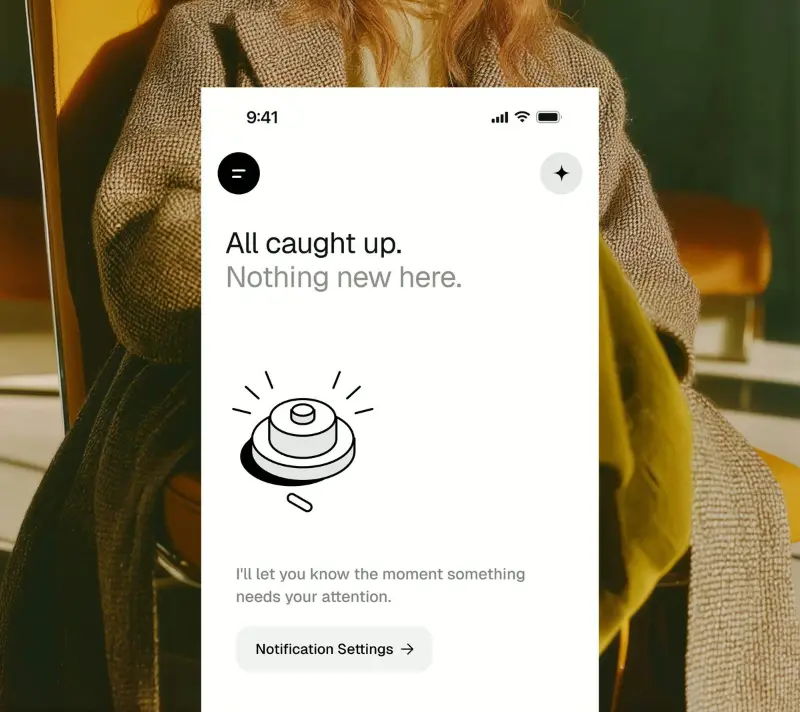 9:41
All caught up.
Nothing new here.
I'll let you know the moment something
needs your attention.
Notification Settings →